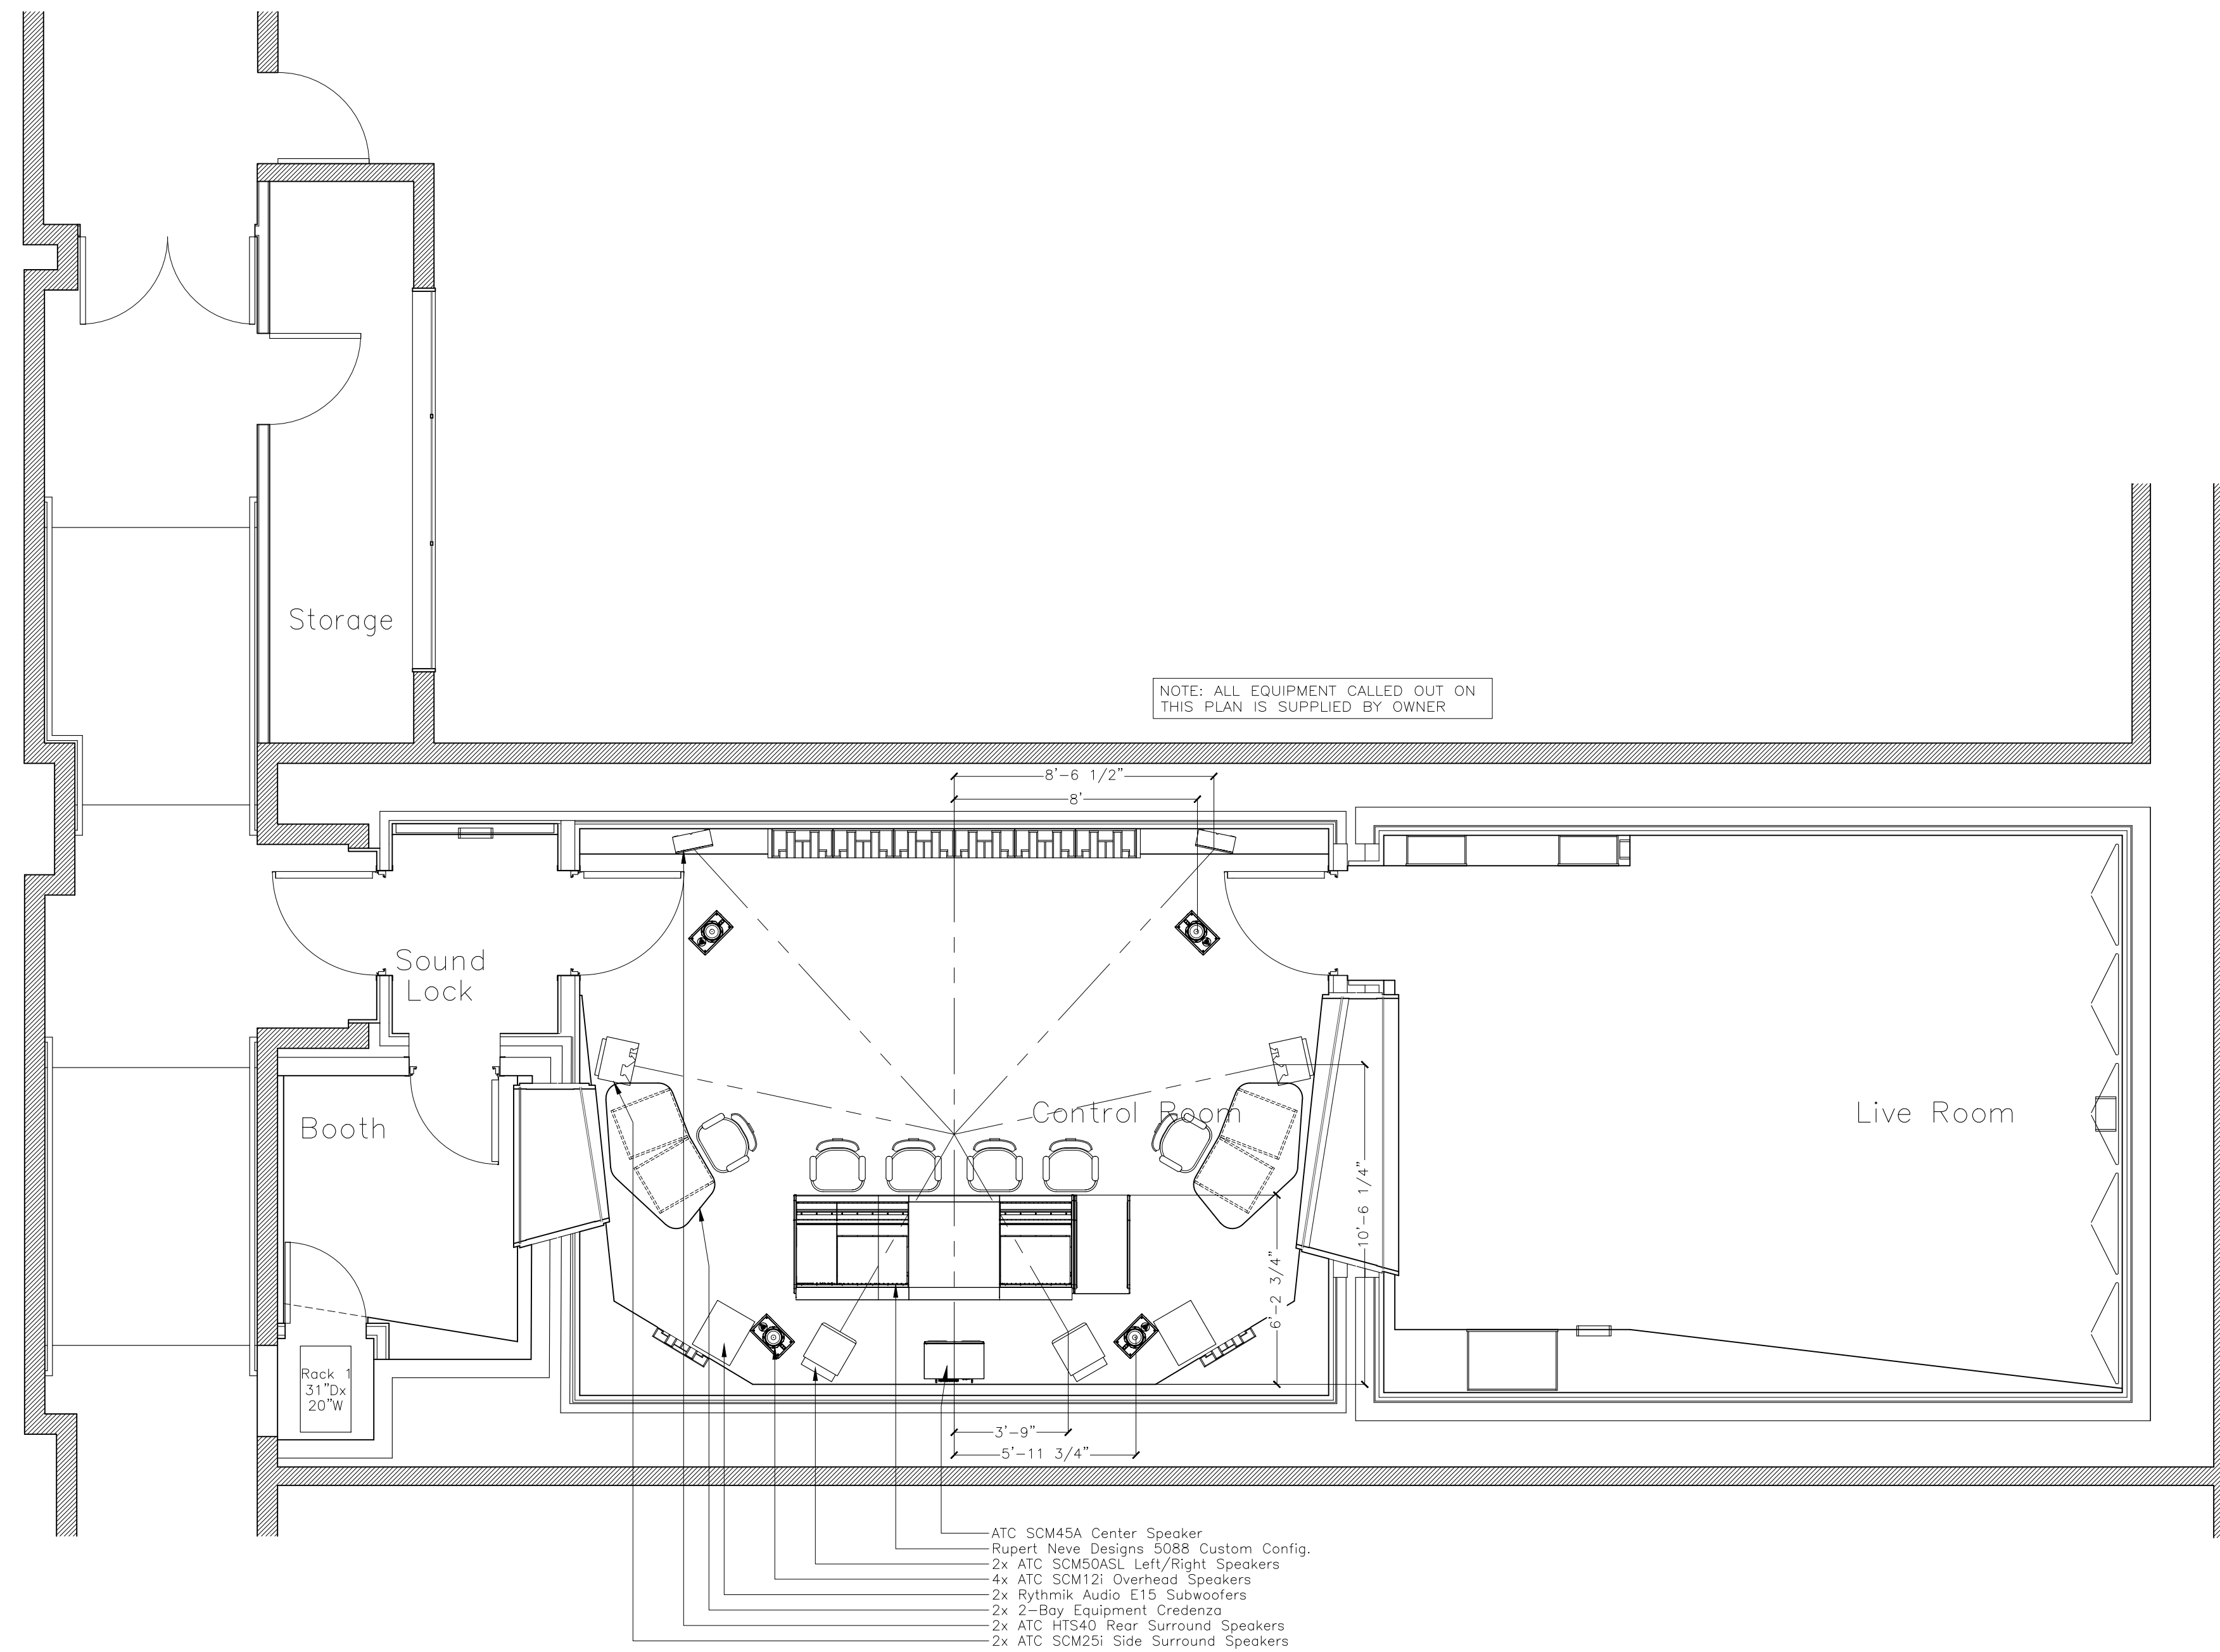 Storage
NOTE: ALL EQUIPMENT CALLED OUT ON
THIS PLAN IS SUPPLIED BY OWNER
8'-6 1/2"
8'
Sound
Lock
Booth
Control Room
Live Room
10'-6 1/4"
6'-2 3/4"
Rack 1
31"Dx
20"W
3'-9"
5'-11 3/4"
ATC SCM45A Center Speaker
Rupert Neve Designs 5088 Custom Config.
2x ATC SCM50ASL Left/Right Speakers
4x ATC SCM12i Overhead Speakers
2x Rythmik Audio E15 Subwoofers
2x 2-Bay Equipment Credenza
2x ATC HTS40 Rear Surround Speakers
2x ATC SCM25i Side Surround Speakers